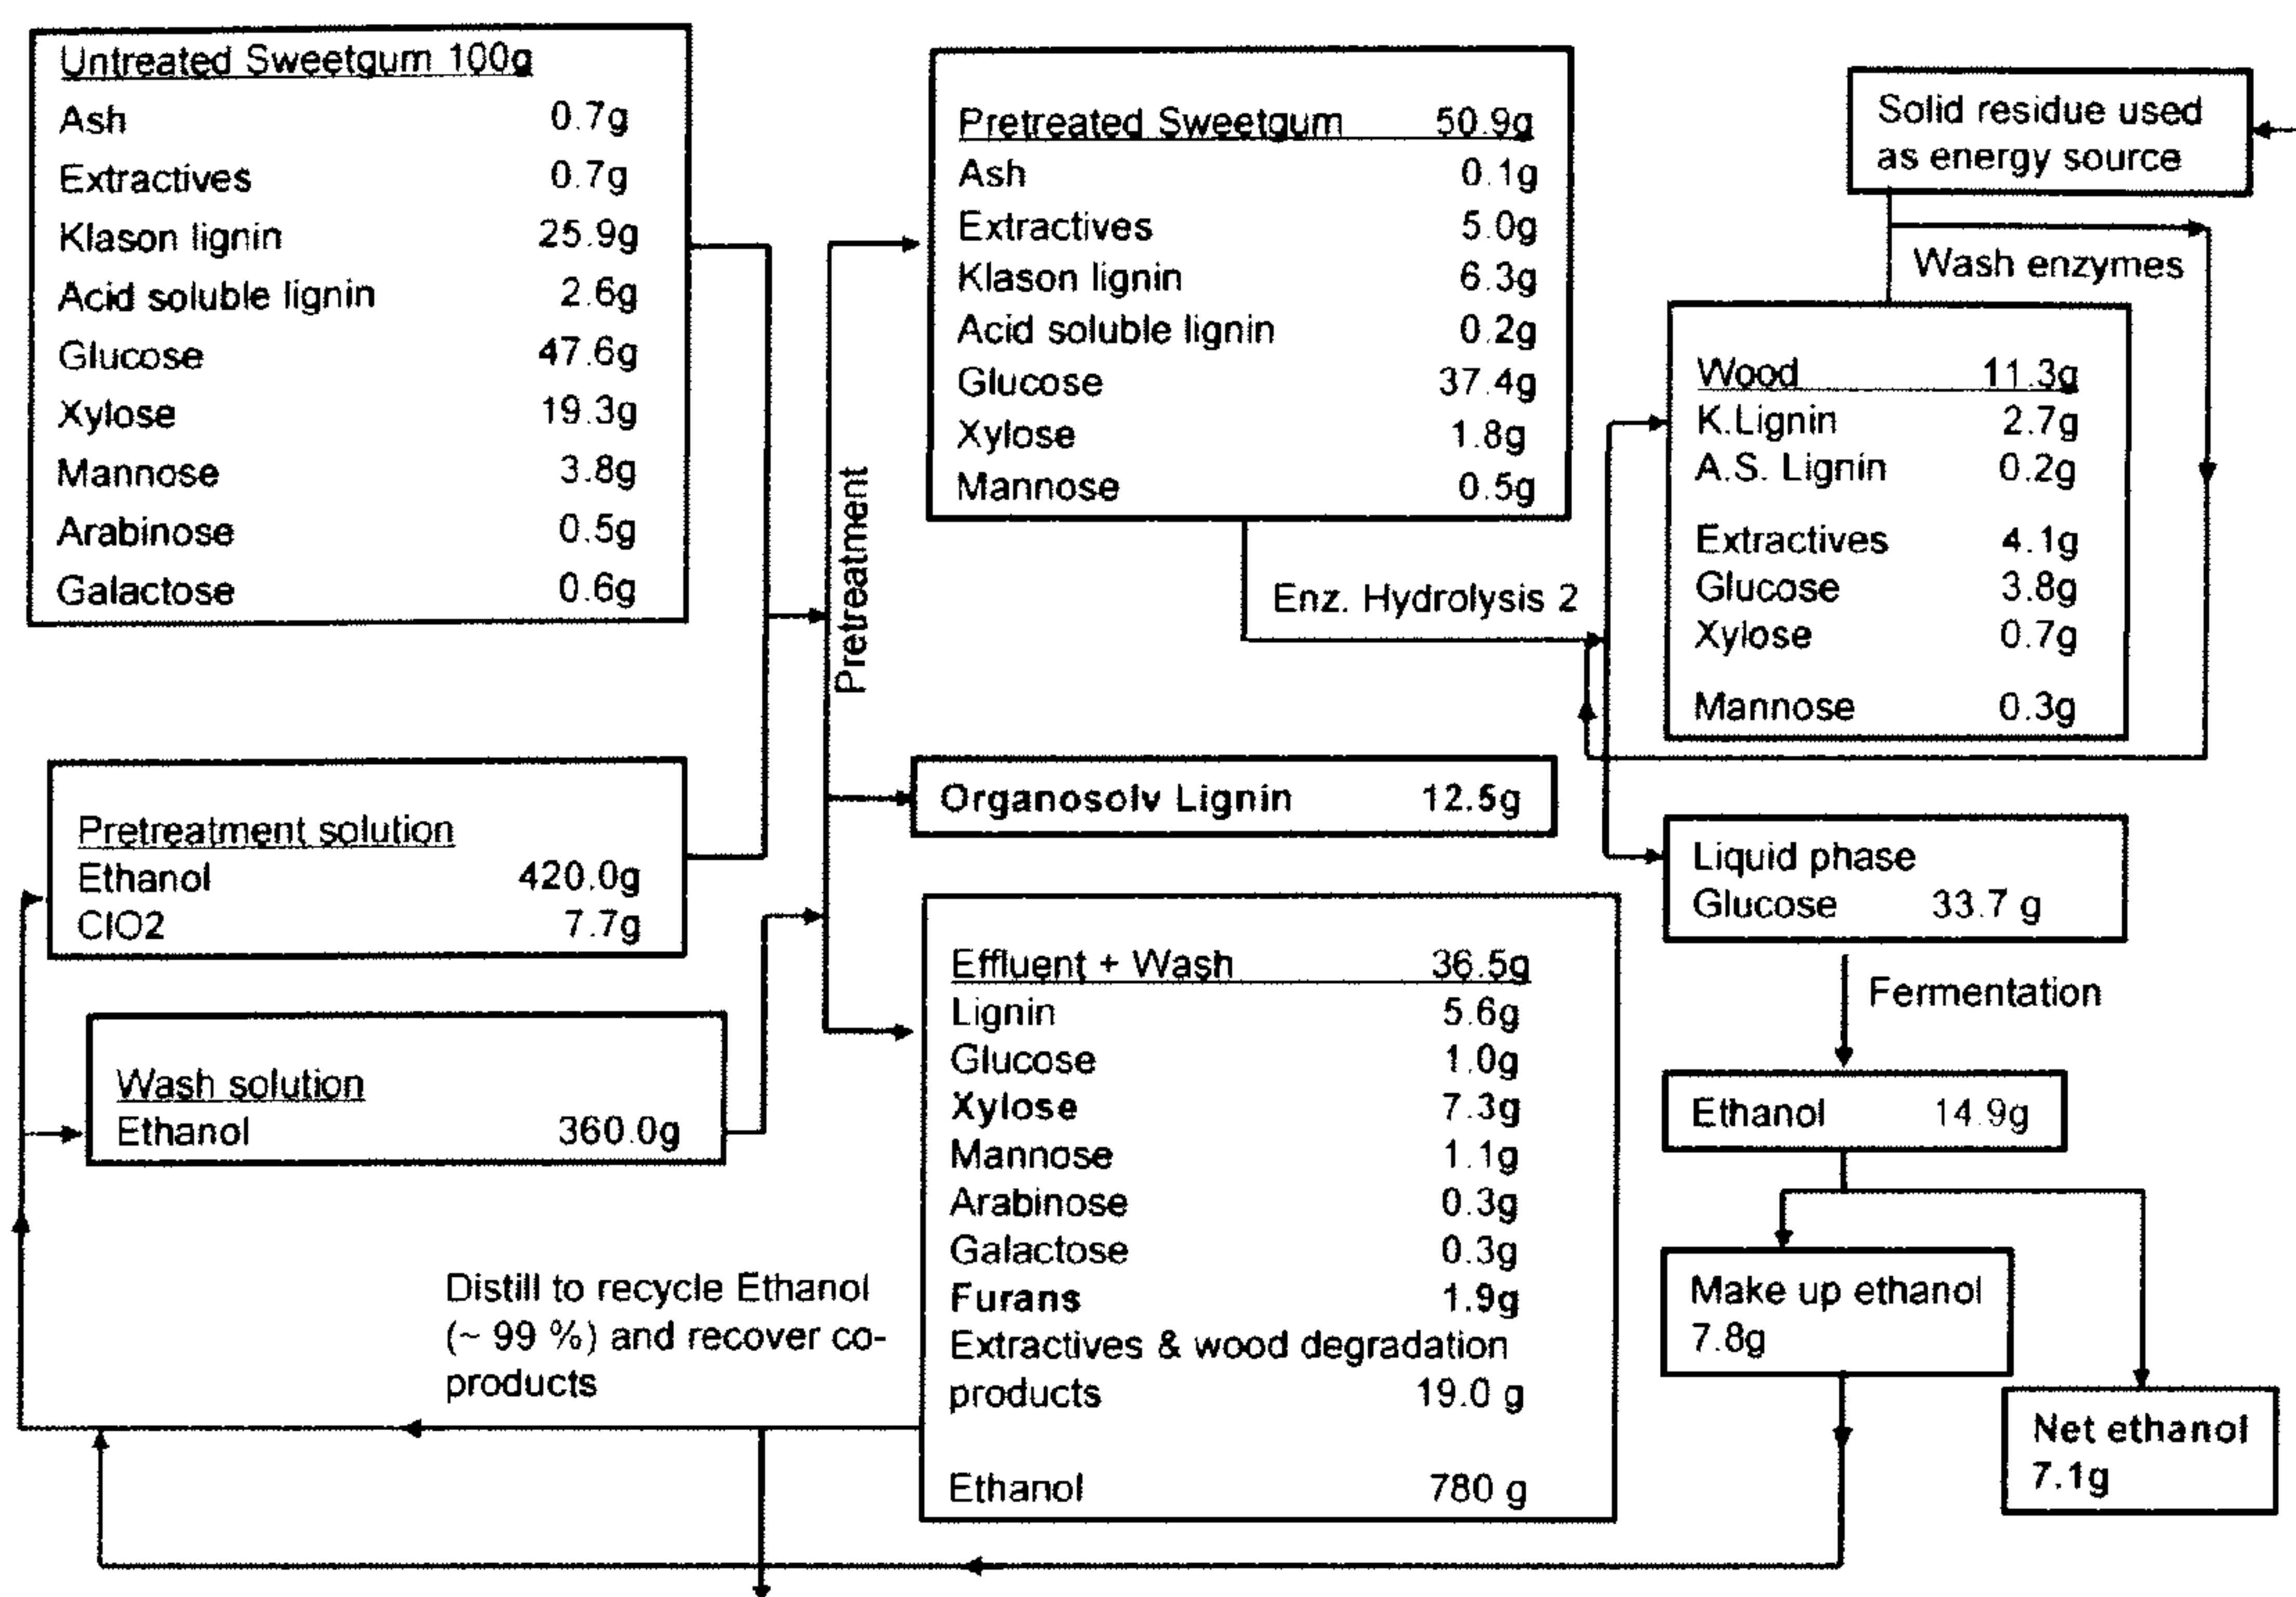 Untreated Sweetgum 100g
Ash 0.7g
Extractives 0.7g
Klason lignin 25.9g
Acid soluble lignin 2.6g
Glucose 47.6g
Xylose 19.3g
Mannose 3.8g
Arabinose 0.5g
Galactose 0.6g
Pretreatment solution
Ethanol 420.0g
ClO2 7.7g
Wash solution
Ethanol 360.0g
Distill to recycle Ethanol
(~ 99 %) and recover co-
products
Pretreatment
Pretreated Sweetgum 50.9g
Ash 0.1g
Extractives 5.0g
Klason lignin 6.3g
Acid soluble lignin 0.2g
Glucose 37.4g
Xylose 1.8g
Mannose 0.5g
Enz. Hydrolysis 2
Organosolv Lignin 12.5g
Effluent + Wash 36.5g
Lignin 5.6g
Glucose 1.0g
Xylose 7.3g
Mannose 1.1g
Arabinose 0.3g
Galactose 0.3g
Furans 1.9g
Extractives & wood degradation
products 19.0 g
Ethanol 780 g
Solid residue used
as energy source
Wash enzymes
Wood 11.3g
K.Lignin 2.7g
A.S. Lignin 0.2g
Extractives 4.1g
Glucose 3.8g
Xylose 0.7g
Mannose 0.3g
Liquid phase
Glucose 33.7 g
Fermentation
Ethanol 14.9g
Make up ethanol
7.8g
Net ethanol
7.1g